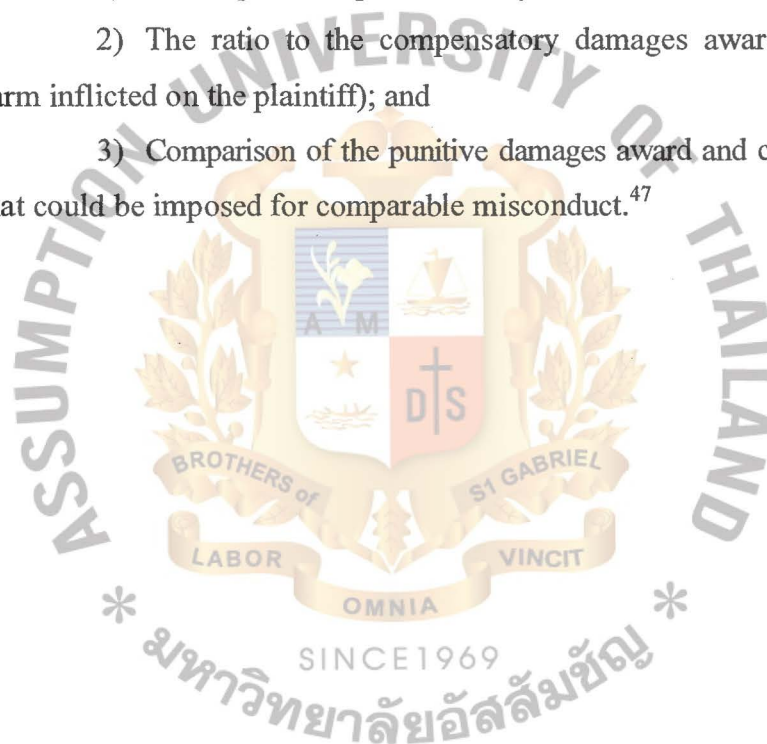 2) The ratio to the compensatory damages awar
arm inflicted on the plaintiff); and
3) Comparison of the punitive damages award and c
at could be imposed for comparable misconduct.47
ASSUMPTION UNIVERSITY OF THAILAND
A M
D S
BROTHERS of ST GABRIEL
LABOR OMNIA VINCIT
SINCE1969
* มหาวิทยาลัยอัสสัมชัญ *